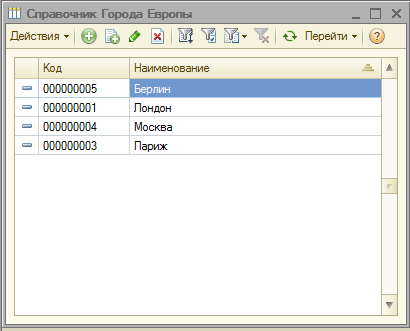 Справочник Города Европы
Действия Перейти ?
Код Наименование
000000005 Берлин
000000001 Лондон
000000004 Москва
000000003 Париж